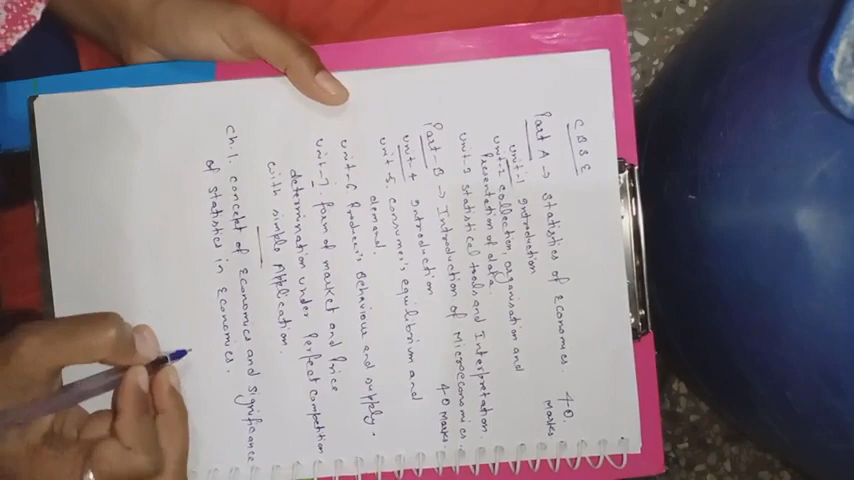 CBSE
Part A → Statistics of Economics. 40.
Marks
Unit-1 Introduction
Unit-2 collection, organisation and
Presentation of data.
Unit-3 Statistical tools and Interpretation.
Part-B → Introduction of Microeconomics.
40 Marks.
Unit-4 Introduction
Unit-5. Consumer's equilibrium and
demand.
Unit-6 Producer's Behaviour and supply.
Unit-7. form of market and Price
determination under Perfect competition
with simple Application.
Ch.1. concept of Economics and significance
of statistics in Economics.